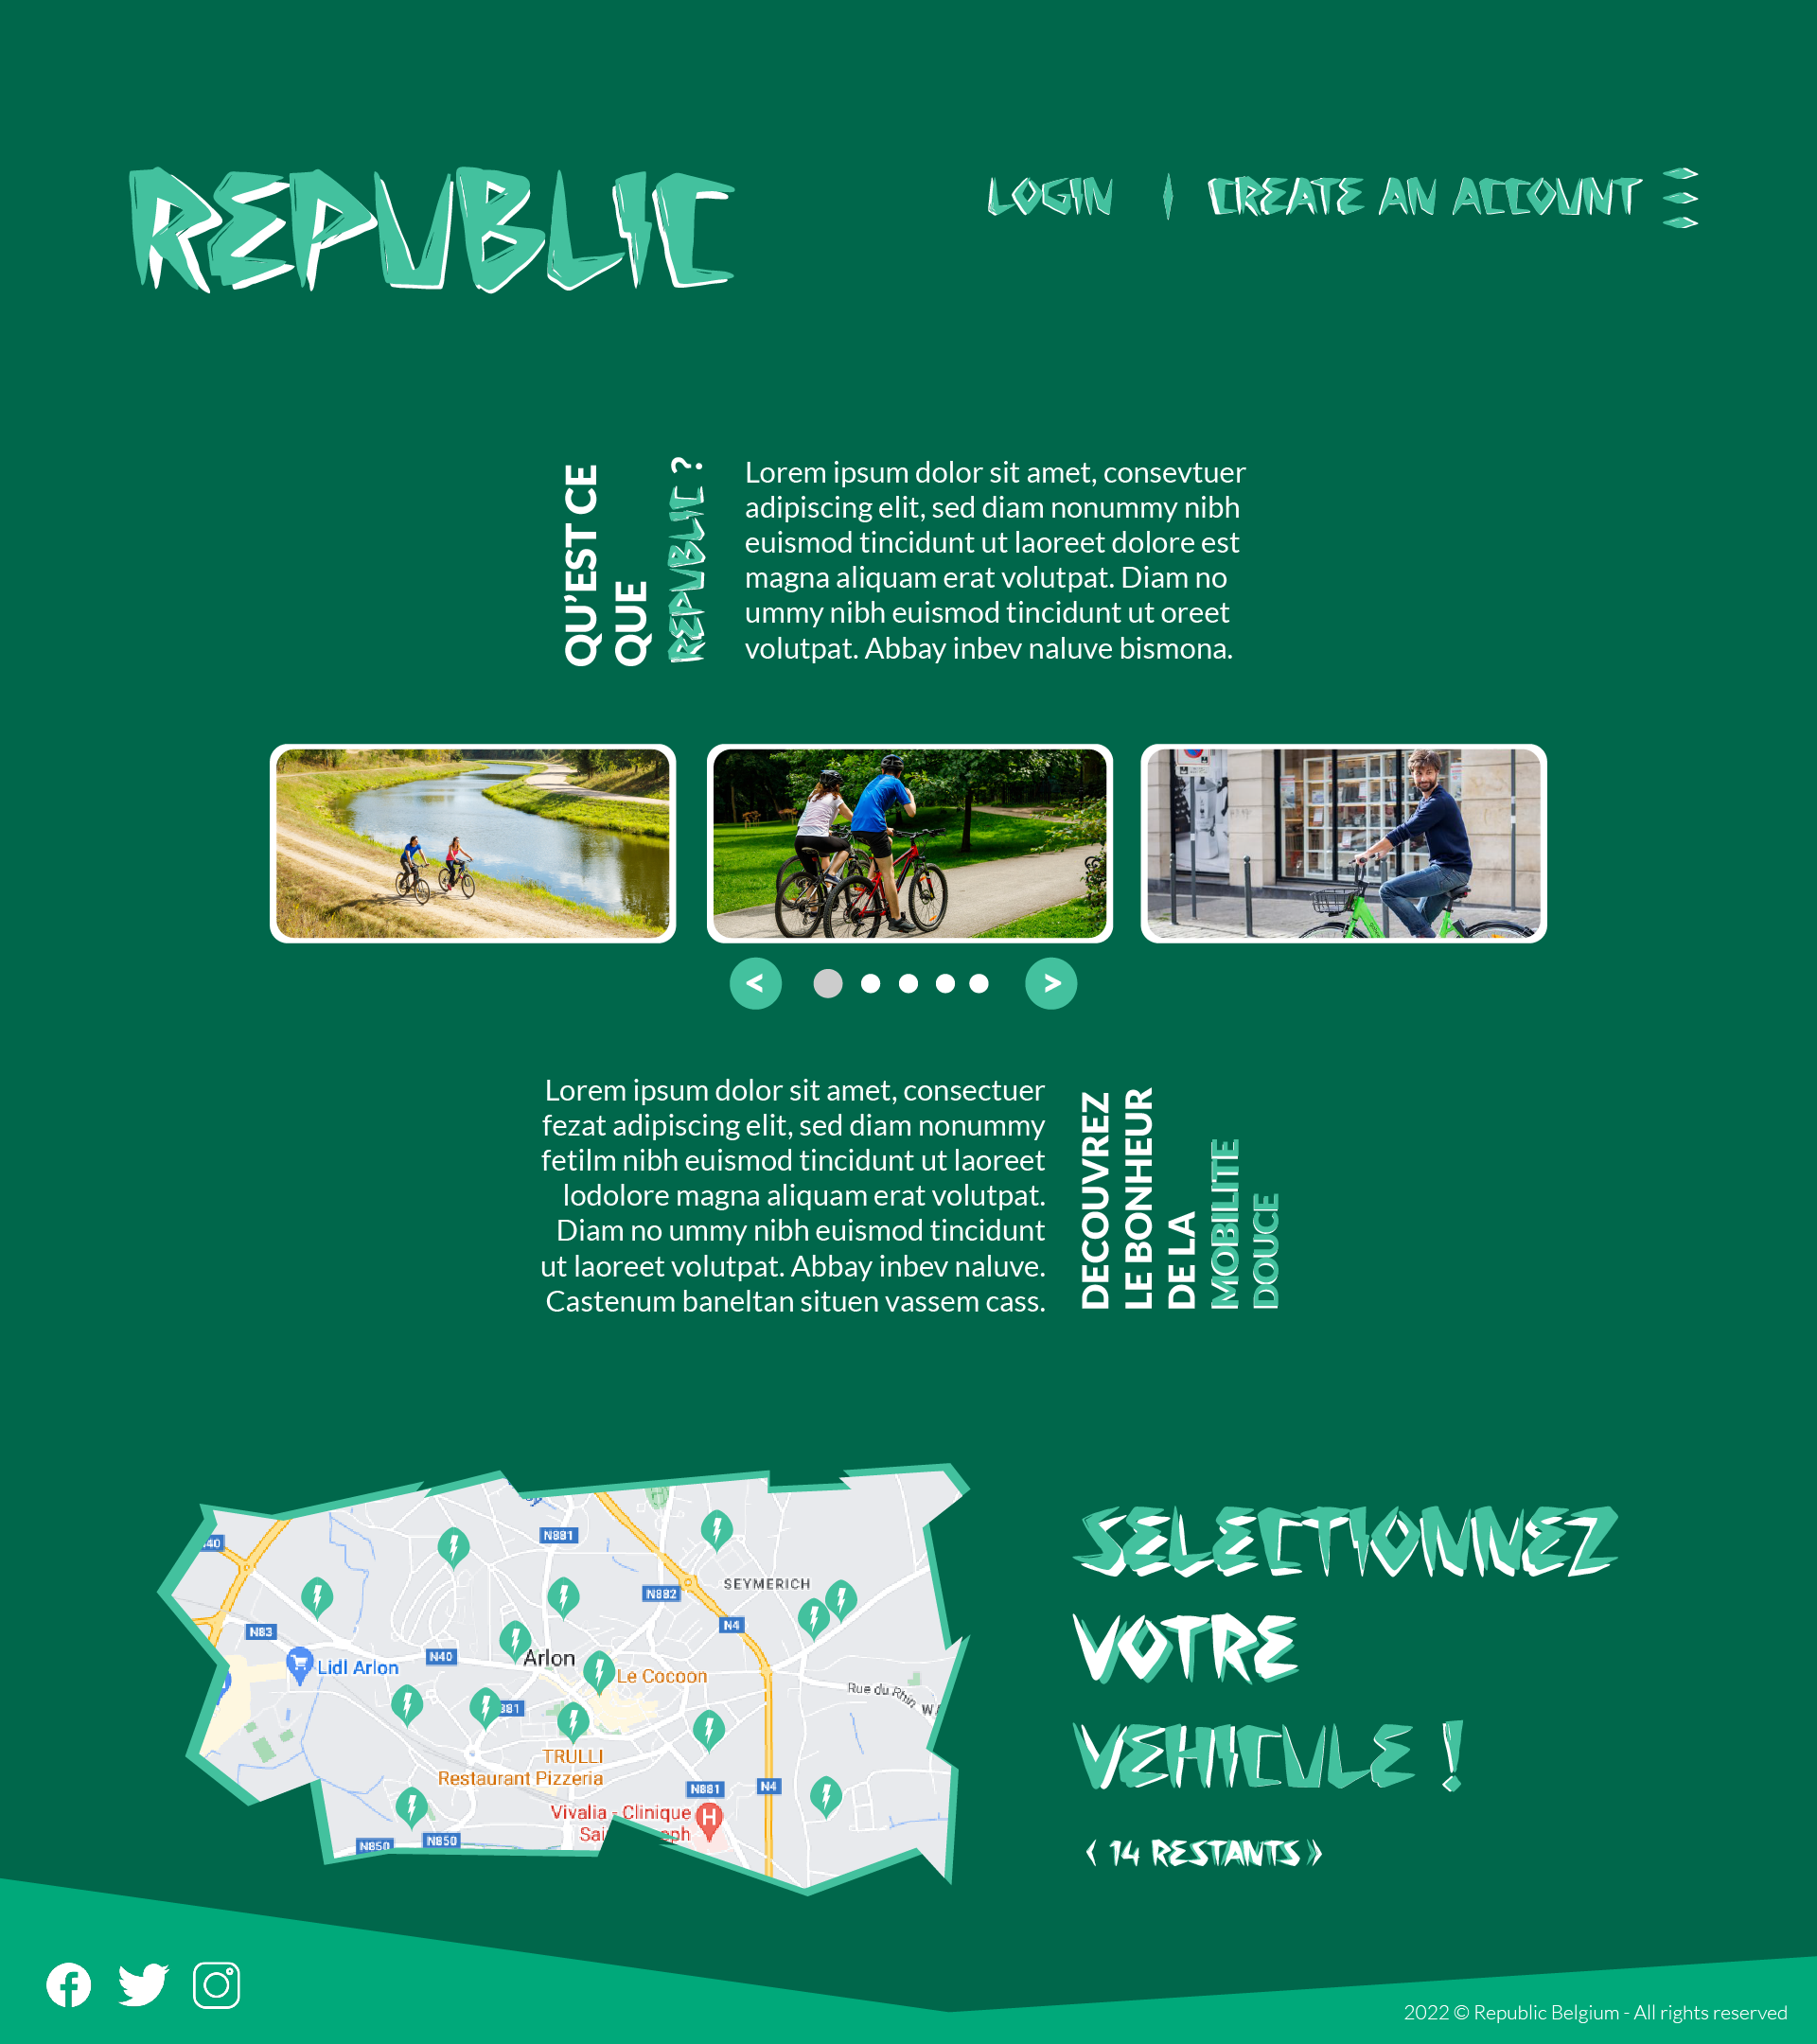 REPUBLIC
LOGIN
CREATE AN ACCOUNT
QU'EST CE
QUE
REPUBLIC ?
Lorem ipsum dolor sit amet, consevtuer
adipiscing elit, sed diam nonummy nibh
euismod tincidunt ut laoreet dolore est
magna aliquam erat volutpat. Diam no
ummy nibh euismod tincidunt ut oreet
volutpat. Abbay inbev naluve bismona.
< >
Lorem ipsum dolor sit amet, consectuer
fezat adipiscing elit, sed diam nonummy
fetilm nibh euismod tincidunt ut laoreet
lodolore magna aliquam erat volutpat.
Diam no ummy nibh euismod tincidunt
ut laoreet volutpat. Abbay inbev naluve.
Castenum baneltan situen vassem cass.
DECOUVREZ
LE BONHEUR
DE LA
MOBILITE
DOUCE
N881
N40
SEYMERICH
N882
N4
N83
N40
Arlon
Lidl Arlon
Le Cocoon
Rue du Rhin
N881
TRULLI
Restaurant Pizzeria
N881
N4
Vivalia - Clinique
H
N850
N850
SELECTIONNEZ
VOTRE
VEHICULE !
< 14 RESTANTS >
2022 © Republic Belgium - All rights reserved